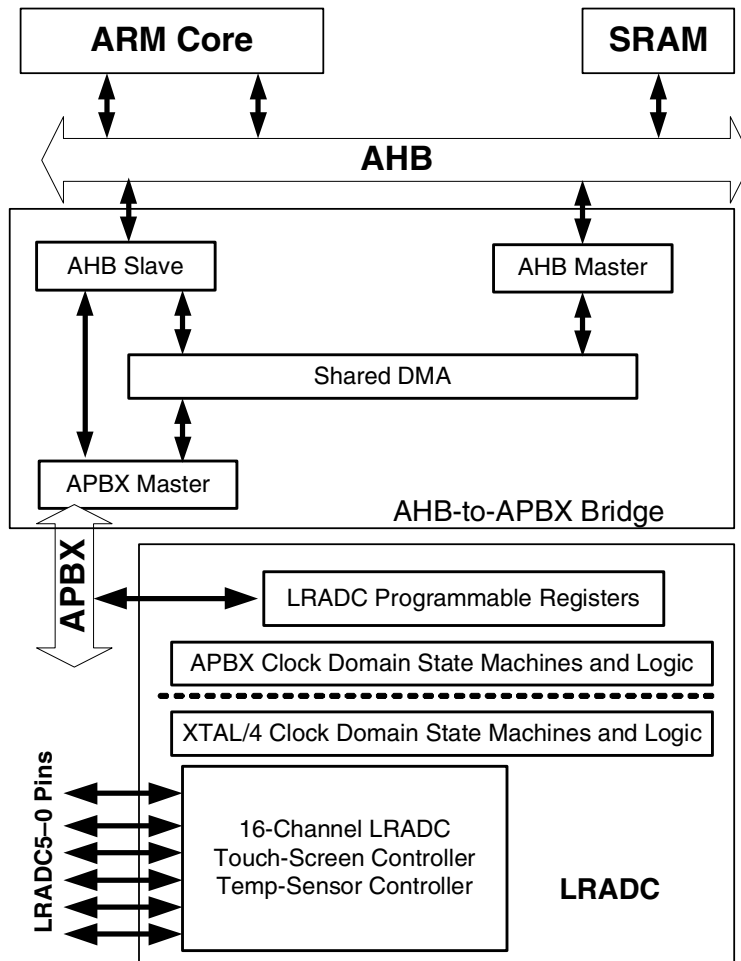 ARM Core
SRAM
AHB
AHB Slave
AHB Master
Shared DMA
APBX Master
AHB-to-APBX Bridge
APBX
LRADC Programmable Registers
APBX Clock Domain State Machines and Logic
XTAL/4 Clock Domain State Machines and Logic
LRADC5–0 Pins
16-Channel LRADC
Touch-Screen Controller
Temp-Sensor Controller
LRADC